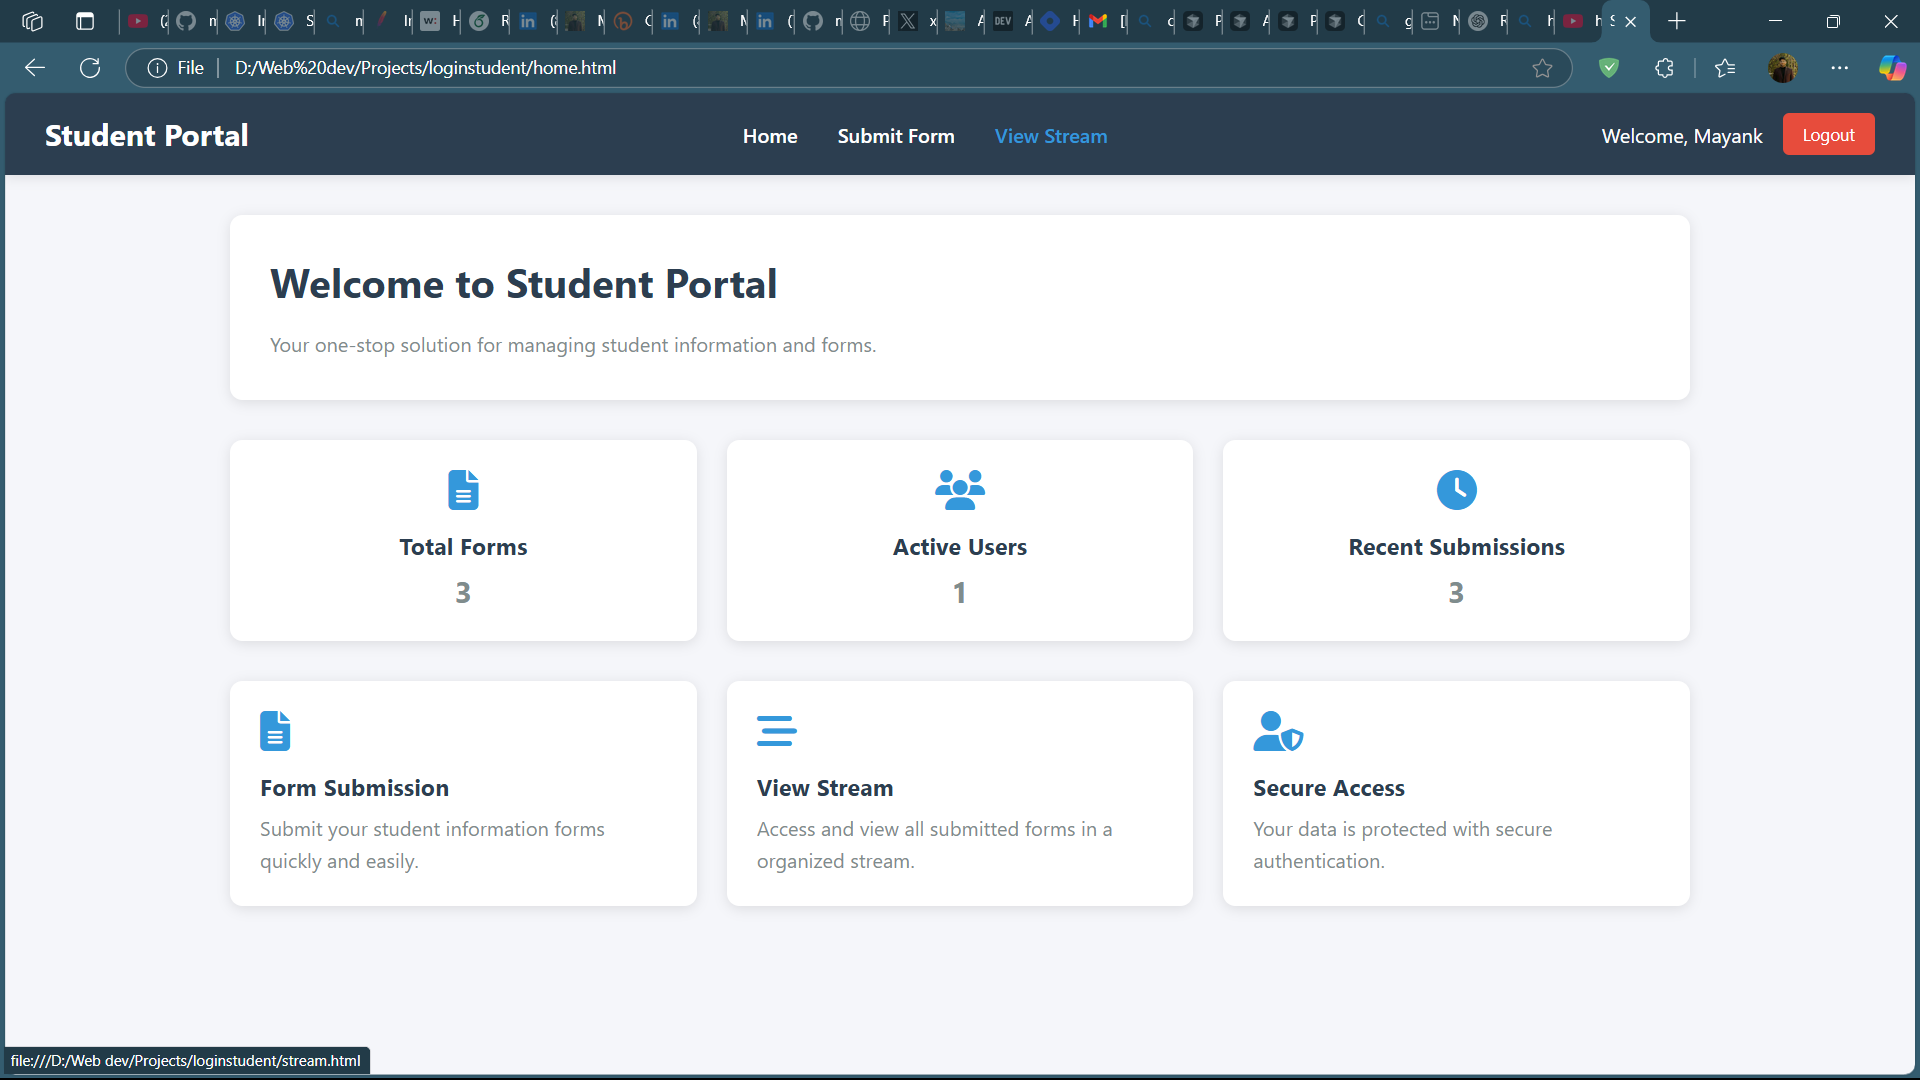 File
D:/Web%20dev/Projects/loginstudent/home.html
Student Portal
Home
Submit Form
View Stream
Welcome, Mayank
Logout
Welcome to Student Portal
Your one-stop solution for managing student information and forms.
Total Forms
3
Active Users
1
Recent Submissions
3
Form Submission
Submit your student information forms
quickly and easily.
View Stream
Access and view all submitted forms in a
organized stream.
Secure Access
Your data is protected with secure
authentication.
file:///D:/Web dev/Projects/loginstudent/stream.html